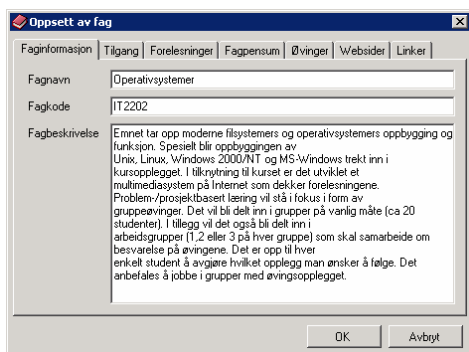 Oppsett av fag
Faginformasjon Tilgang Forelesninger Fagpensum Øvinger Websider Linker
Fagnavn Operativsystemer
Fagkode IT2202
Fagbeskrivelse Emnet tar opp moderne filsystemers og operativsystemers oppbygging og
funksjon. Spesielt blir oppbyggingen av
Unix, Linux, Windows 2000/NT og MS-Windows trekt inn i
kursopplegget. I tilknytning til kurset er det utviklet et
multimediasystem på Internet som dekker forelesningene.
Problem-/prosjektbasert læring vil stå i fokus i form av
gruppeøvinger. Det vil bli delt inn i grupper på vanlig måte (ca 20
studenter). I tillegg vil det også bli delt inn i
arbeidsgrupper (1,2 eller 3 på hver gruppe) som skal samarbeide om
besvarelse på øvingene. Det er opp til hver
enkelt student å avgjøre hvilket opplegg man ønsker å følge. Det
anbefales å jobbe i grupper med øvingsopplegget.
OK Avbryt